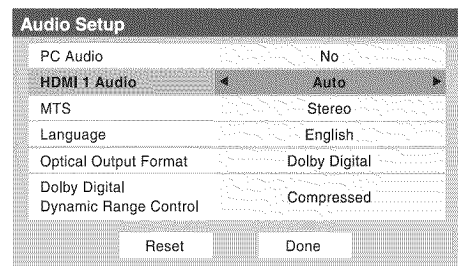 Audio Setup
PC Audio No
HDMI 1 Audio ◄ Auto ►
MTS Stereo
Language English
Optical Output Format Dolby Digital
Dolby Digital
Dynamic Range Control Compressed
Reset Done